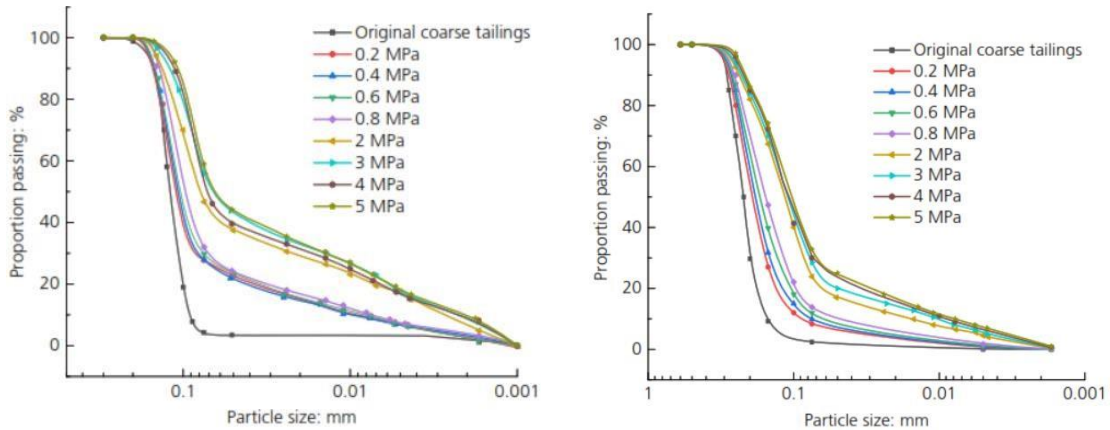 100
80
60
40
20
0
Proportion passing: %
0.1
0.01
0.001
Particle size: mm
Original coarse tailings
0.2 MPa
0.4 MPa
0.6 MPa
0.8 MPa
2 MPa
3 MPa
4 MPa
5 MPa
100
80
60
40
20
0
Proportion passing: %
1
0.1
0.01
0.001
Particle size: mm
Original coarse tailings
0.2 MPa
0.4 MPa
0.6 MPa
0.8 MPa
2 MPa
3 MPa
4 MPa
5 MPa